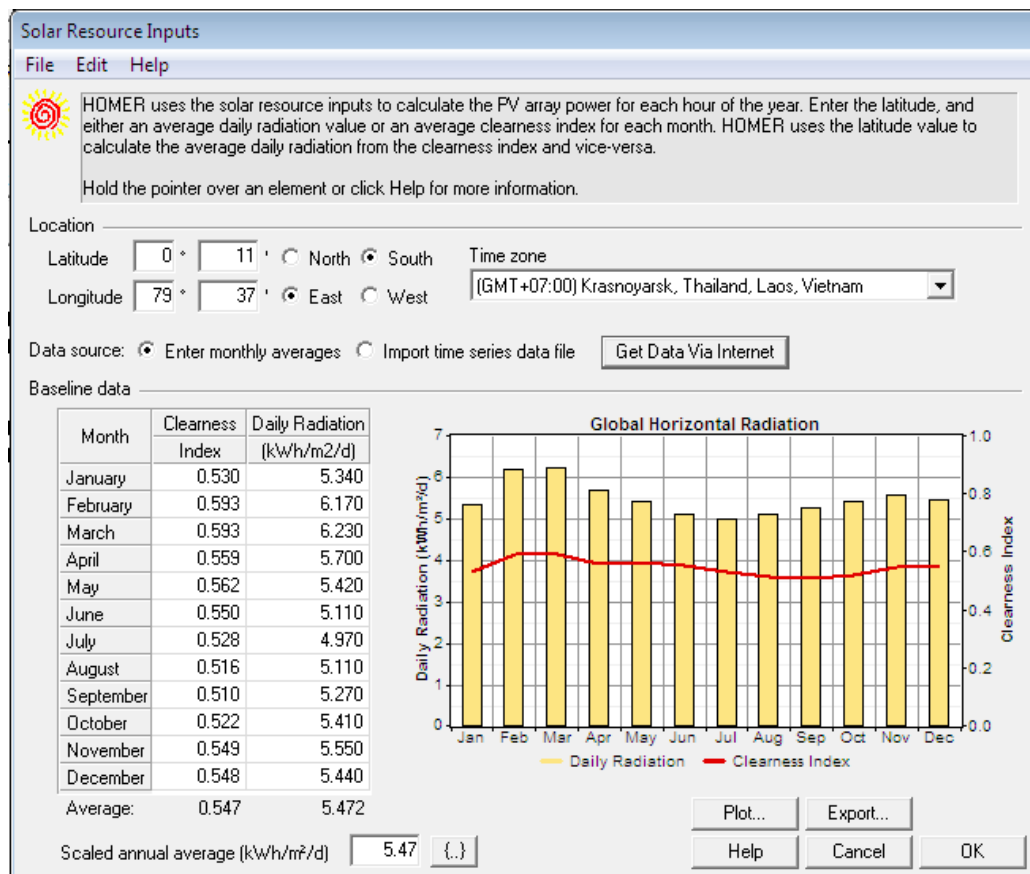 Solar Resource Inputs
File Edit Help
HOMER uses the solar resource inputs to calculate the PV array power for each hour of the year. Enter the latitude, and
either an average daily radiation value or an average clearness index for each month. HOMER uses the latitude value to
calculate the average daily radiation from the clearness index and vice-versa.
Hold the pointer over an element or click Help for more information.
Location
Latitude 0 ° 11 ' North South
Longitude 79 ° 37 ' East West
Time zone
(GMT+07:00) Krasnoyarsk, Thailand, Laos, Vietnam
Data source: Enter monthly averages Import time series data file Get Data Via Internet
Baseline data
Month Clearness Index Daily Radiation (kWh/m2/d)
January 0.530 5.340
February 0.593 6.170
March 0.593 6.230
April 0.559 5.700
May 0.562 5.420
June 0.550 5.110
July 0.528 4.970
August 0.516 5.110
September 0.510 5.270
October 0.522 5.410
November 0.549 5.550
December 0.548 5.440
Average: 0.547 5.472
Scaled annual average (kWh/m²/d) 5.47 {..}
Global Horizontal Radiation
Daily Radiation (kWh/m²/d)
7
6
5
4
3
2
1
0
Jan Feb Mar Apr May Jun Jul Aug Sep Oct Nov Dec
1.0
0.8
0.6
0.4
0.2
0.0
Clearness Index
Daily Radiation Clearness Index
Plot... Export...
Help Cancel OK